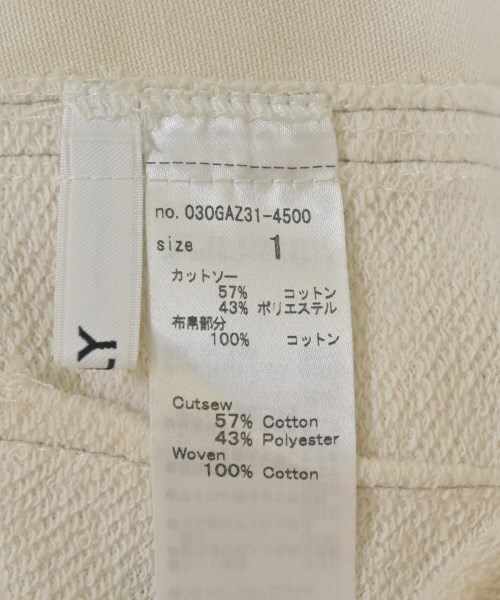 no. 030GAZ31-4500
size 1
カットソー
57% コットン
43% ポリエステル
布帛部分
100% コットン
Cutsew
57% Cotton
43% Polyester
Woven
100% Cotton
LY